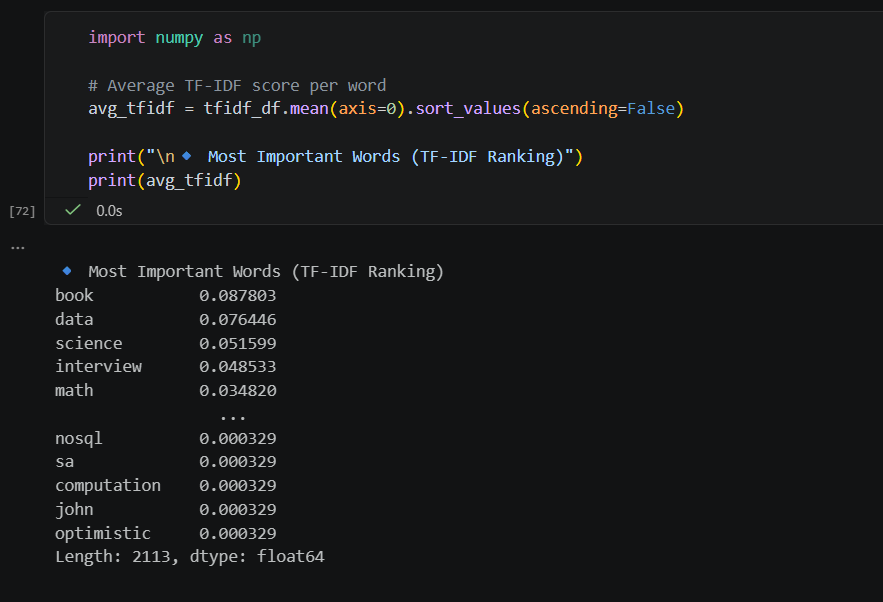 import numpy as np
# Average TF-IDF score per word
avg_tfidf = tfidf_df.mean(axis=0).sort_values(ascending=False)
print("\n🔹 Most Important Words (TF-IDF Ranking)")
print(avg_tfidf)
[72] ✓ 0.0s
...
🔹 Most Important Words (TF-IDF Ranking)
book 0.087803
data 0.076446
science 0.051599
interview 0.048533
math 0.034820
...
nosql 0.000329
sa 0.000329
computation 0.000329
john 0.000329
optimistic 0.000329
Length: 2113, dtype: float64